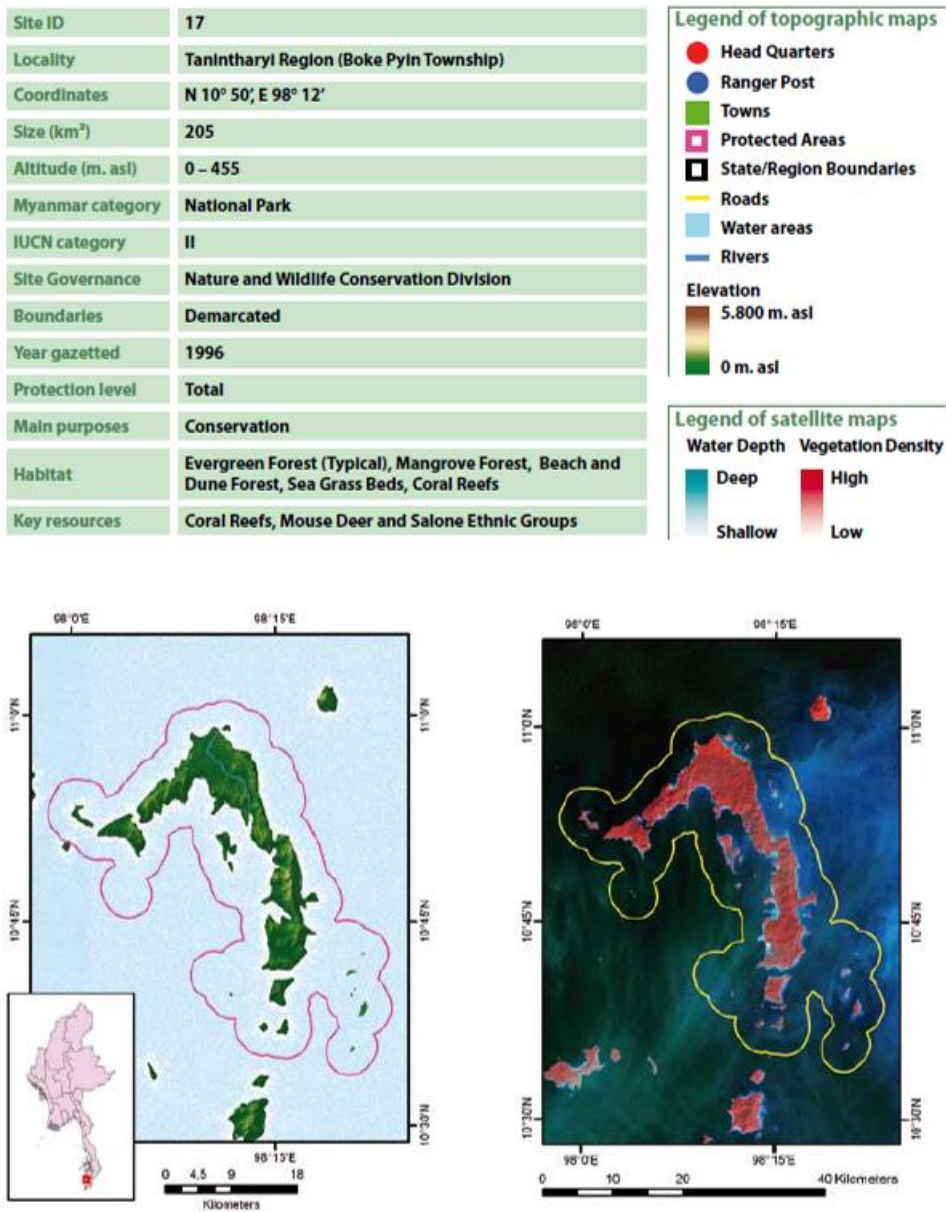 Site ID 17
Locality Tanintharyi Region (Boke Pyin Township)
Coordinates N 10° 50’, E 98° 12’
Size (km²) 205
Altitude (m. asl) 0 – 455
Myanmar category National Park
IUCN category II
Site Governance Nature and Wildlife Conservation Division
Boundaries Demarcated
Year gazetted 1996
Protection level Total
Main purposes Conservation
Habitat Evergreen Forest (Typical), Mangrove Forest, Beach and
Dune Forest, Sea Grass Beds, Coral Reefs
Key resources Coral Reefs, Mouse Deer and Salone Ethnic Groups
Legend of topographic maps
Head Quarters
Ranger Post
Towns
Protected Areas
State/Region Boundaries
Roads
Water areas
Rivers
Elevation
5.800 m. asl
0 m. asl
Legend of satellite maps
Water Depth Vegetation Density
Deep High
Shallow Low
98°0'E 98°15'E
11°0'N 11°0'N
10°45'N 10°45'N
10°30'N
98°15'E
0 4,5 9 18
Kilometers
98°0'E 98°15'E
11°0'N 11°0'N
10°45'N 10°45'N
10°30'N 10°30'N
98°0'E 98°15'E
0 10 20 40 Kilometers